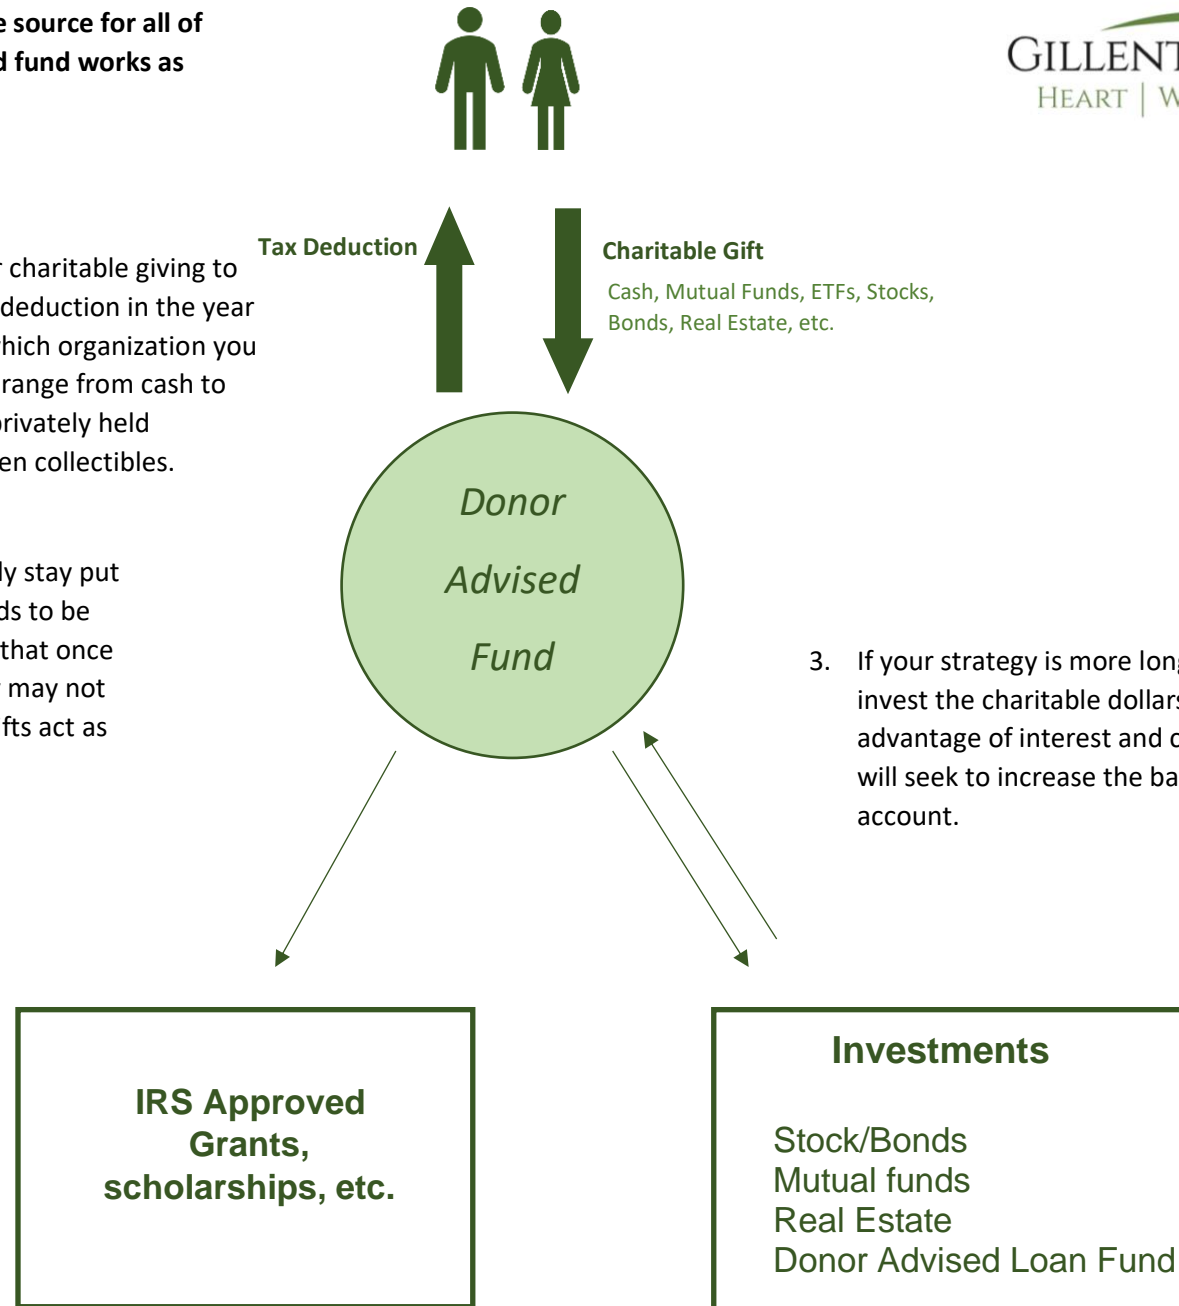 e source for all of
d fund works as
GILLENT
HEART | W
Tax Deduction
Charitable Gift
Cash, Mutual Funds, ETFs, Stocks,
Bonds, Real Estate, etc.
r charitable giving to
deduction in the year
which organization you
range from cash to
privately held
en collectibles.
Donor
Advised
Fund
ly stay put
ds to be
that once
r may not
fts act as
3. If your strategy is more long
invest the charitable dollars
advantage of interest and c
will seek to increase the ba
account.
IRS Approved
Grants,
scholarships, etc.
Investments
Stock/Bonds
Mutual funds
Real Estate
Donor Advised Loan Fund